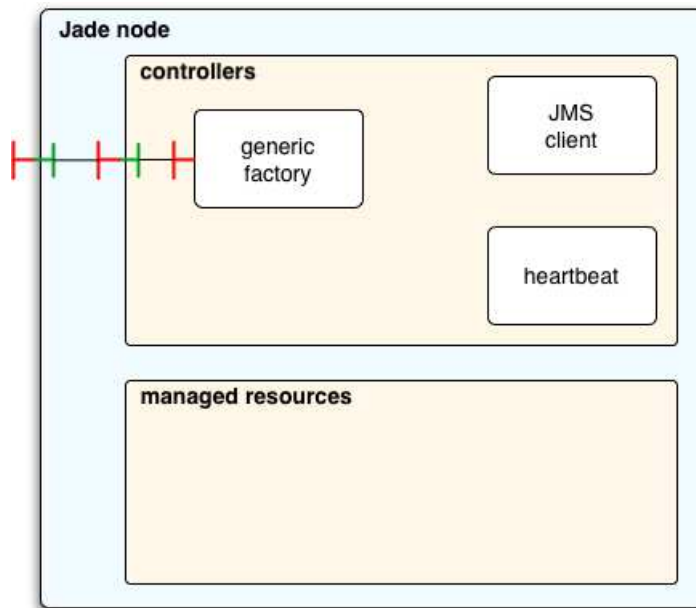 Jade node
controllers
generic
factory
JMS
client
heartbeat
managed resources